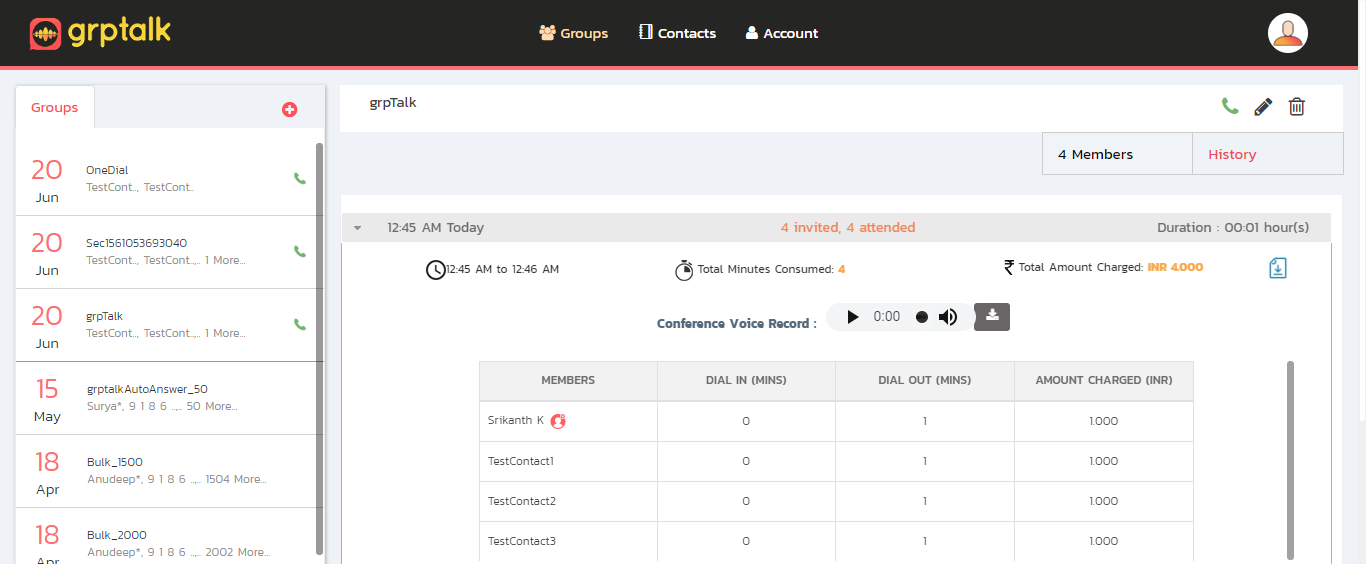 grptalk
Groups Contacts Account
Groups
20 Jun
OneDial
TestCont.., TestCont..
20 Jun
Sec1561053693040
TestCont.., TestCont..,.. 1 More...
20 Jun
grpTalk
TestCont.., TestCont..,.. 1 More...
15 May
grptalkAutoAnswer_50
Surya*, 9 1 8 6 ..,.. 50 More...
18 Apr
Bulk_1500
Anudeep*, 9 1 8 6 ..,.. 1504 More...
18 Apr
Bulk_2000
Anudeep*, 9 1 8 6 ..,.. 2002 More...
grpTalk
4 Members History
12:45 AM Today 4 invited, 4 attended Duration : 00:01 hour(s)
12:45 AM to 12:46 AM Total Minutes Consumed: 4 ₹ Total Amount Charged: INR 4.000
Conference Voice Record : 0:00
MEMBERS DIAL IN (MINS) DIAL OUT (MINS) AMOUNT CHARGED (INR)
Srikanth K 0 1 1.000
TestContact1 0 1 1.000
TestContact2 0 1 1.000
TestContact3 0 1 1.000